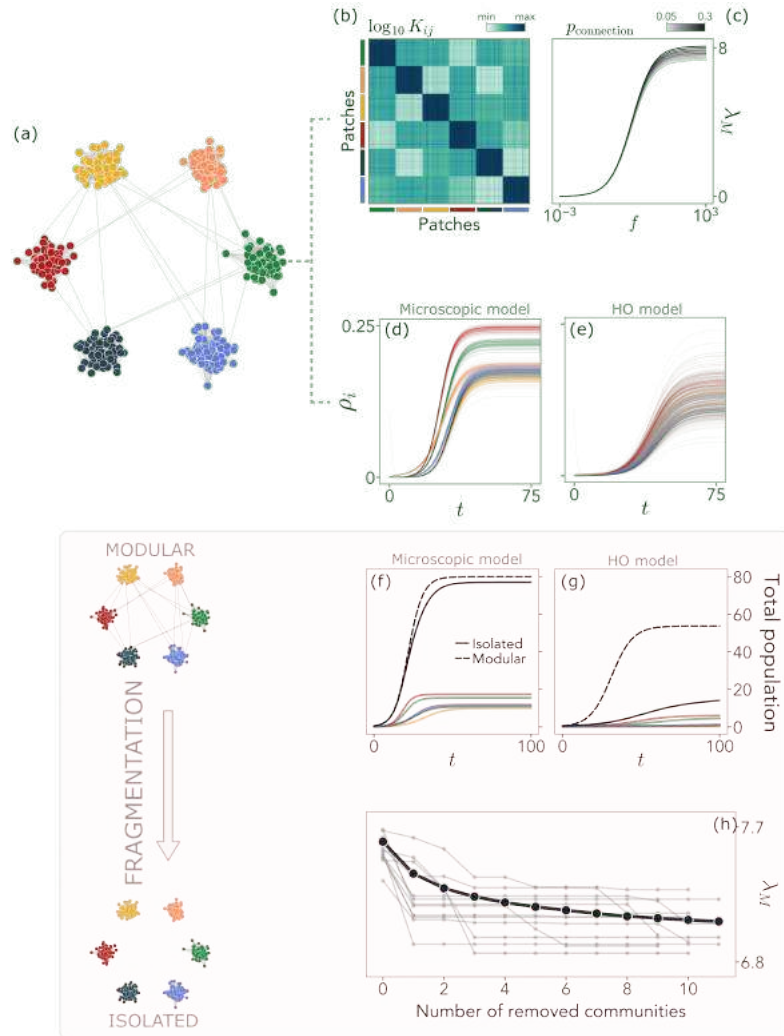 (a)
(b)
log₁₀ Kᵢⱼ
min max
Patches
Patches
(c)
p_connection
0.05 0.3
8
λ_M
0
10⁻³
f
10³
Microscopic model
(d)
0.25
ρᵢ
0
0
t
75
HO model
(e)
0
t
75
MODULAR
FRAGMENTATION
ISOLATED
Microscopic model
(f)
Isolated
Modular
0
t
100
HO model
(g)
80
60
40
20
0
Total population
0
t
100
(h)
7.7
λ_M
6.8
0 2 4 6 8 10
Number of removed communities